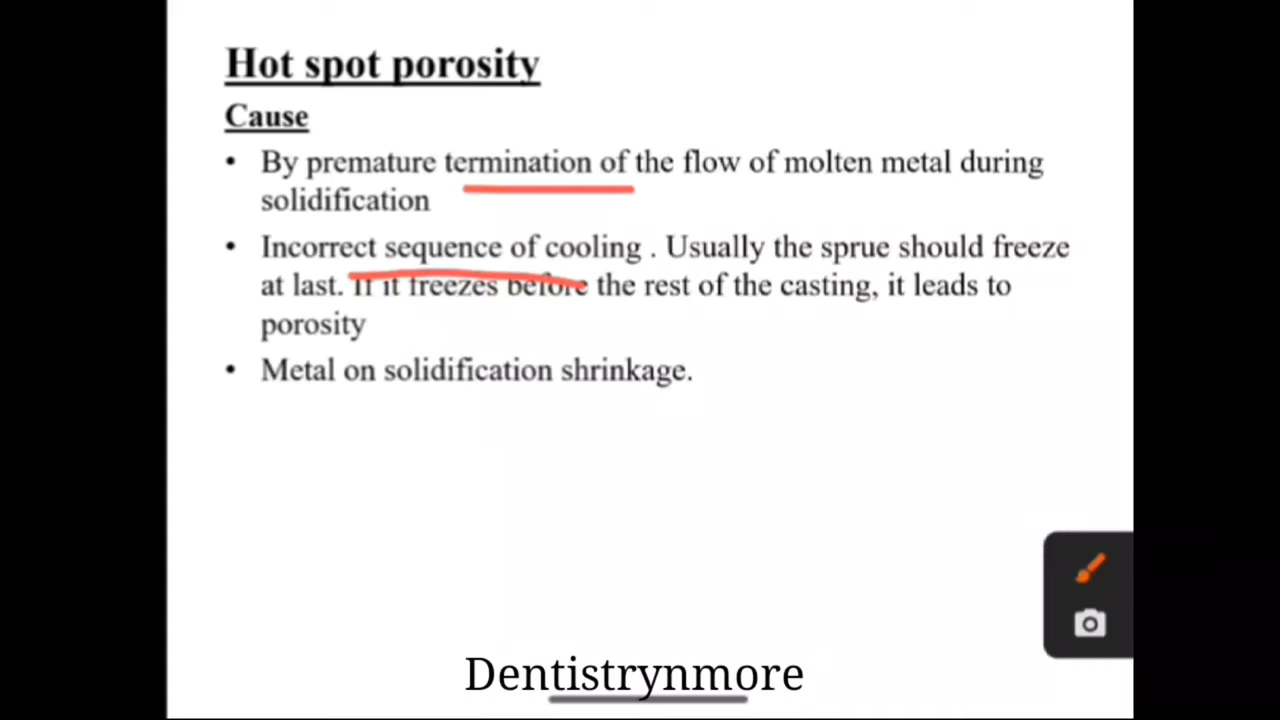 Hot spot porosity
Cause
• By premature termination of the flow of molten metal during
solidification
• Incorrect sequence of cooling . Usually the sprue should freeze
at last. If it freezes before the rest of the casting, it leads to
porosity
• Metal on solidification shrinkage.
Dentistrynmore